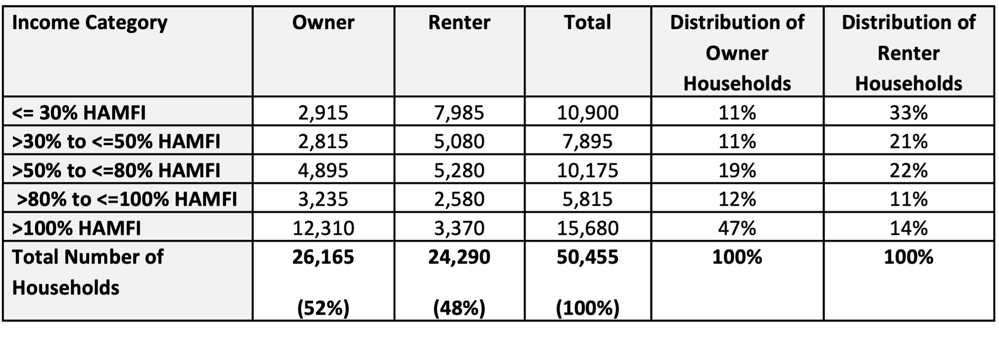 Income Category Owner Renter Total Distribution of Distribution of
Owner Renter
Households Households
<= 30% HAMFI 2,915 7,985 10,900 11% 33%
>30% to <=50% HAMFI 2,815 5,080 7,895 11% 21%
>50% to <=80% HAMFI 4,895 5,280 10,175 19% 22%
>80% to <=100% HAMFI 3,235 2,580 5,815 12% 11%
>100% HAMFI 12,310 3,370 15,680 47% 14%
Total Number of 26,165 24,290 50,455 100% 100%
Households
(52%) (48%) (100%)